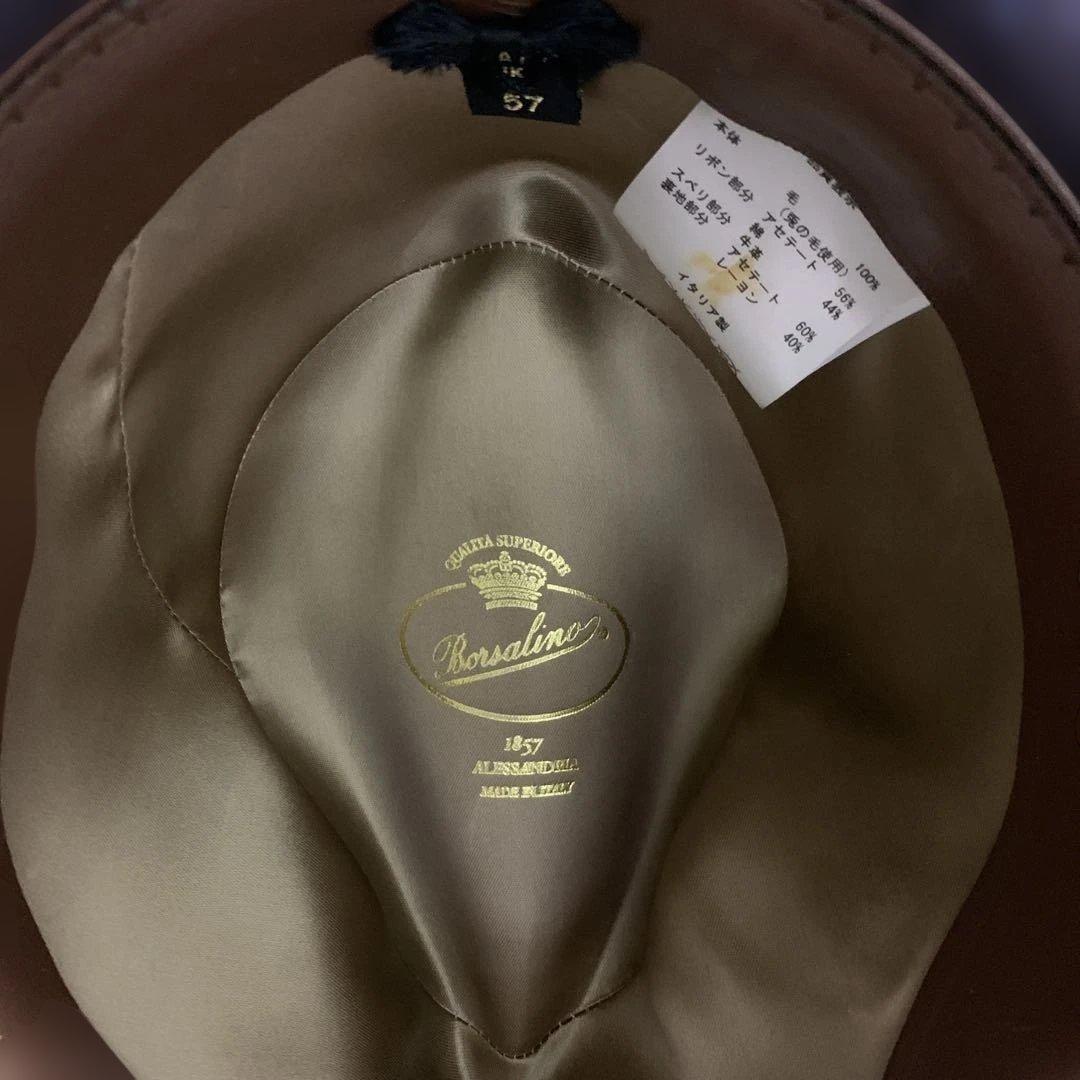 57
本体 毛 (兎の毛使用) 100%
リボン部分 アセテート 56%
綿 44%
スベリ部分 牛革
裏地部分 アセテート 60%
レーヨン 40%
イタリア製
QUALITÀ SUPERIORE
Borsalino
1857
ALESSANDRIA
MADE IN ITALY